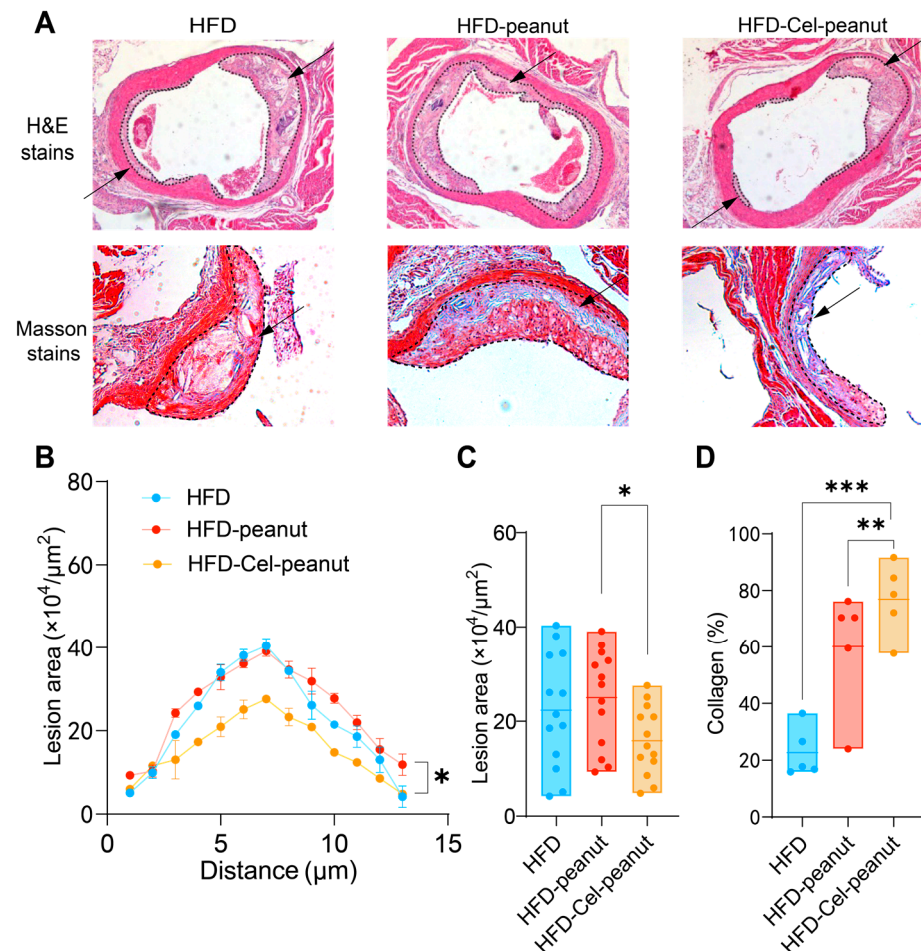 A
HFD
HFD-peanut
HFD-Cel-peanut
H&E
stains
Masson
stains
B
80
60
40
20
0
0
5
10
15
Lesion area (×10⁴/μm²)
Distance (μm)
HFD
HFD-peanut
HFD-Cel-peanut
*
C
60
40
20
0
Lesion area (×10⁴/μm²)
*
HFD
HFD-peanut
HFD-Cel-peanut
D
100
80
60
40
20
0
Collagen (%)
***
**
HFD
HFD-peanut
HFD-Cel-peanut